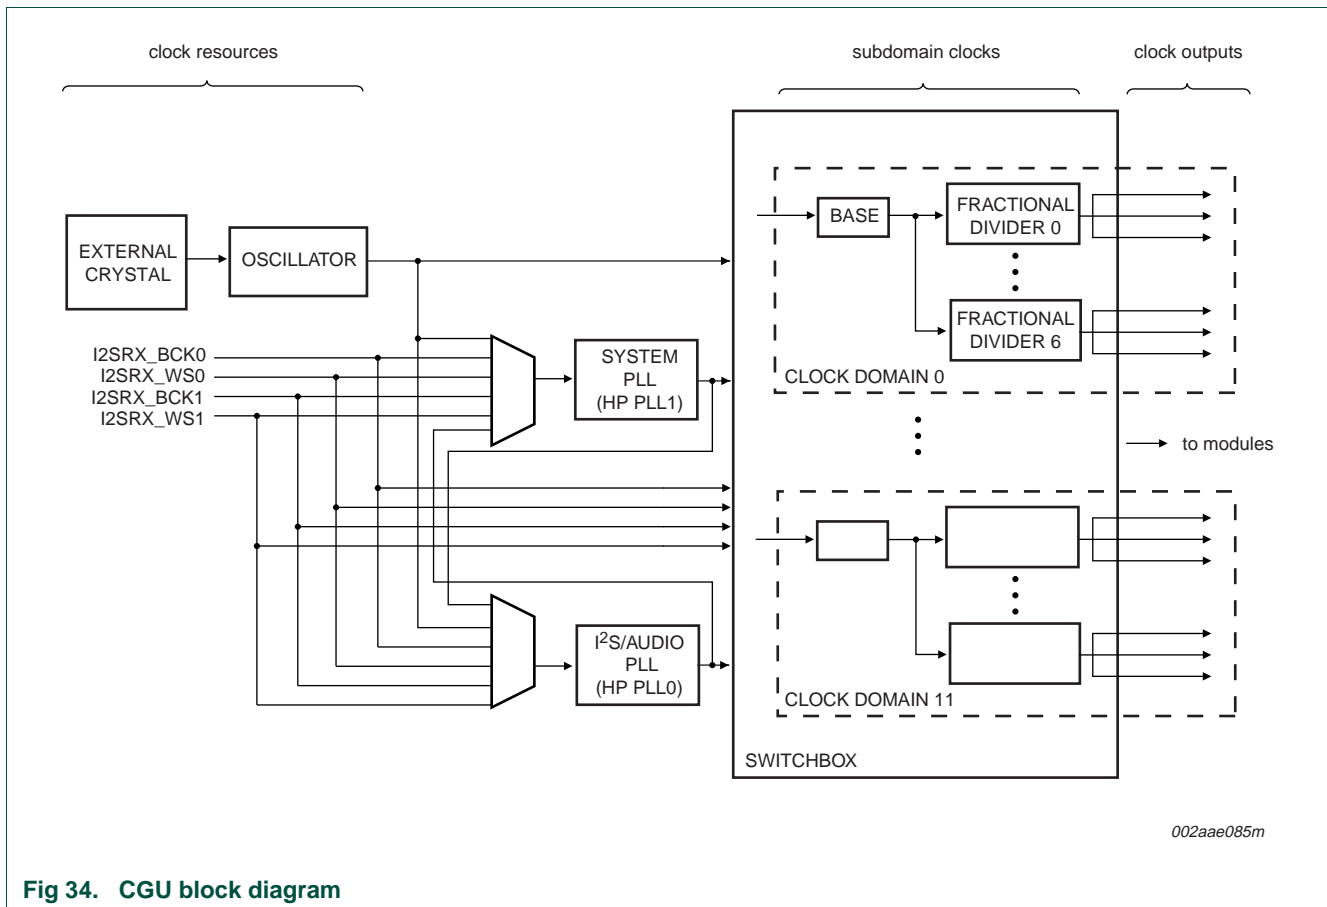 clock resources
subdomain clocks
clock outputs
EXTERNAL
CRYSTAL
OSCILLATOR
BASE
FRACTIONAL
DIVIDER 0
FRACTIONAL
DIVIDER 6
CLOCK DOMAIN 0
I2SRX_BCK0
I2SRX_WS0
I2SRX_BCK1
I2SRX_WS1
SYSTEM
PLL
(HP PLL1)
to modules
I2S/AUDIO
PLL
(HP PLL0)
CLOCK DOMAIN 11
SWITCHBOX
002aae085m
Fig 34. CGU block diagram